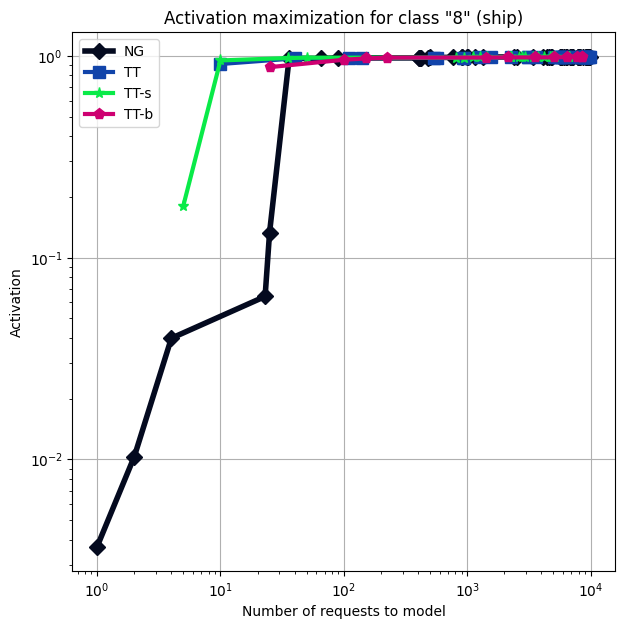 Activation maximization for class "8" (ship)
NG
TT
TT-s
TT-b
Activation
10⁰
10⁻¹
10⁻²
10⁰
10¹
10²
10³
10⁴
Number of requests to model